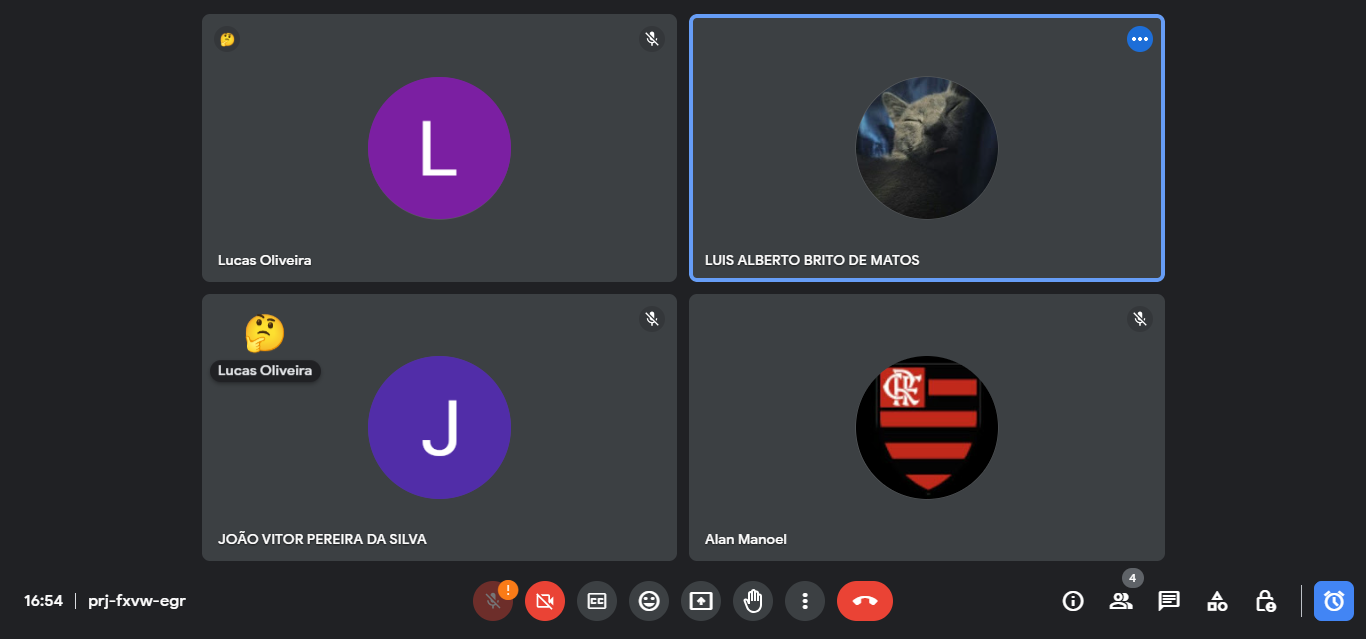 L
Lucas Oliveira
LUIS ALBERTO BRITO DE MATOS
Lucas Oliveira
J
JOÃO VITOR PEREIRA DA SILVA
CRF
Alan Manoel
4
16:54 | prj-fxvw-egr
!
CC